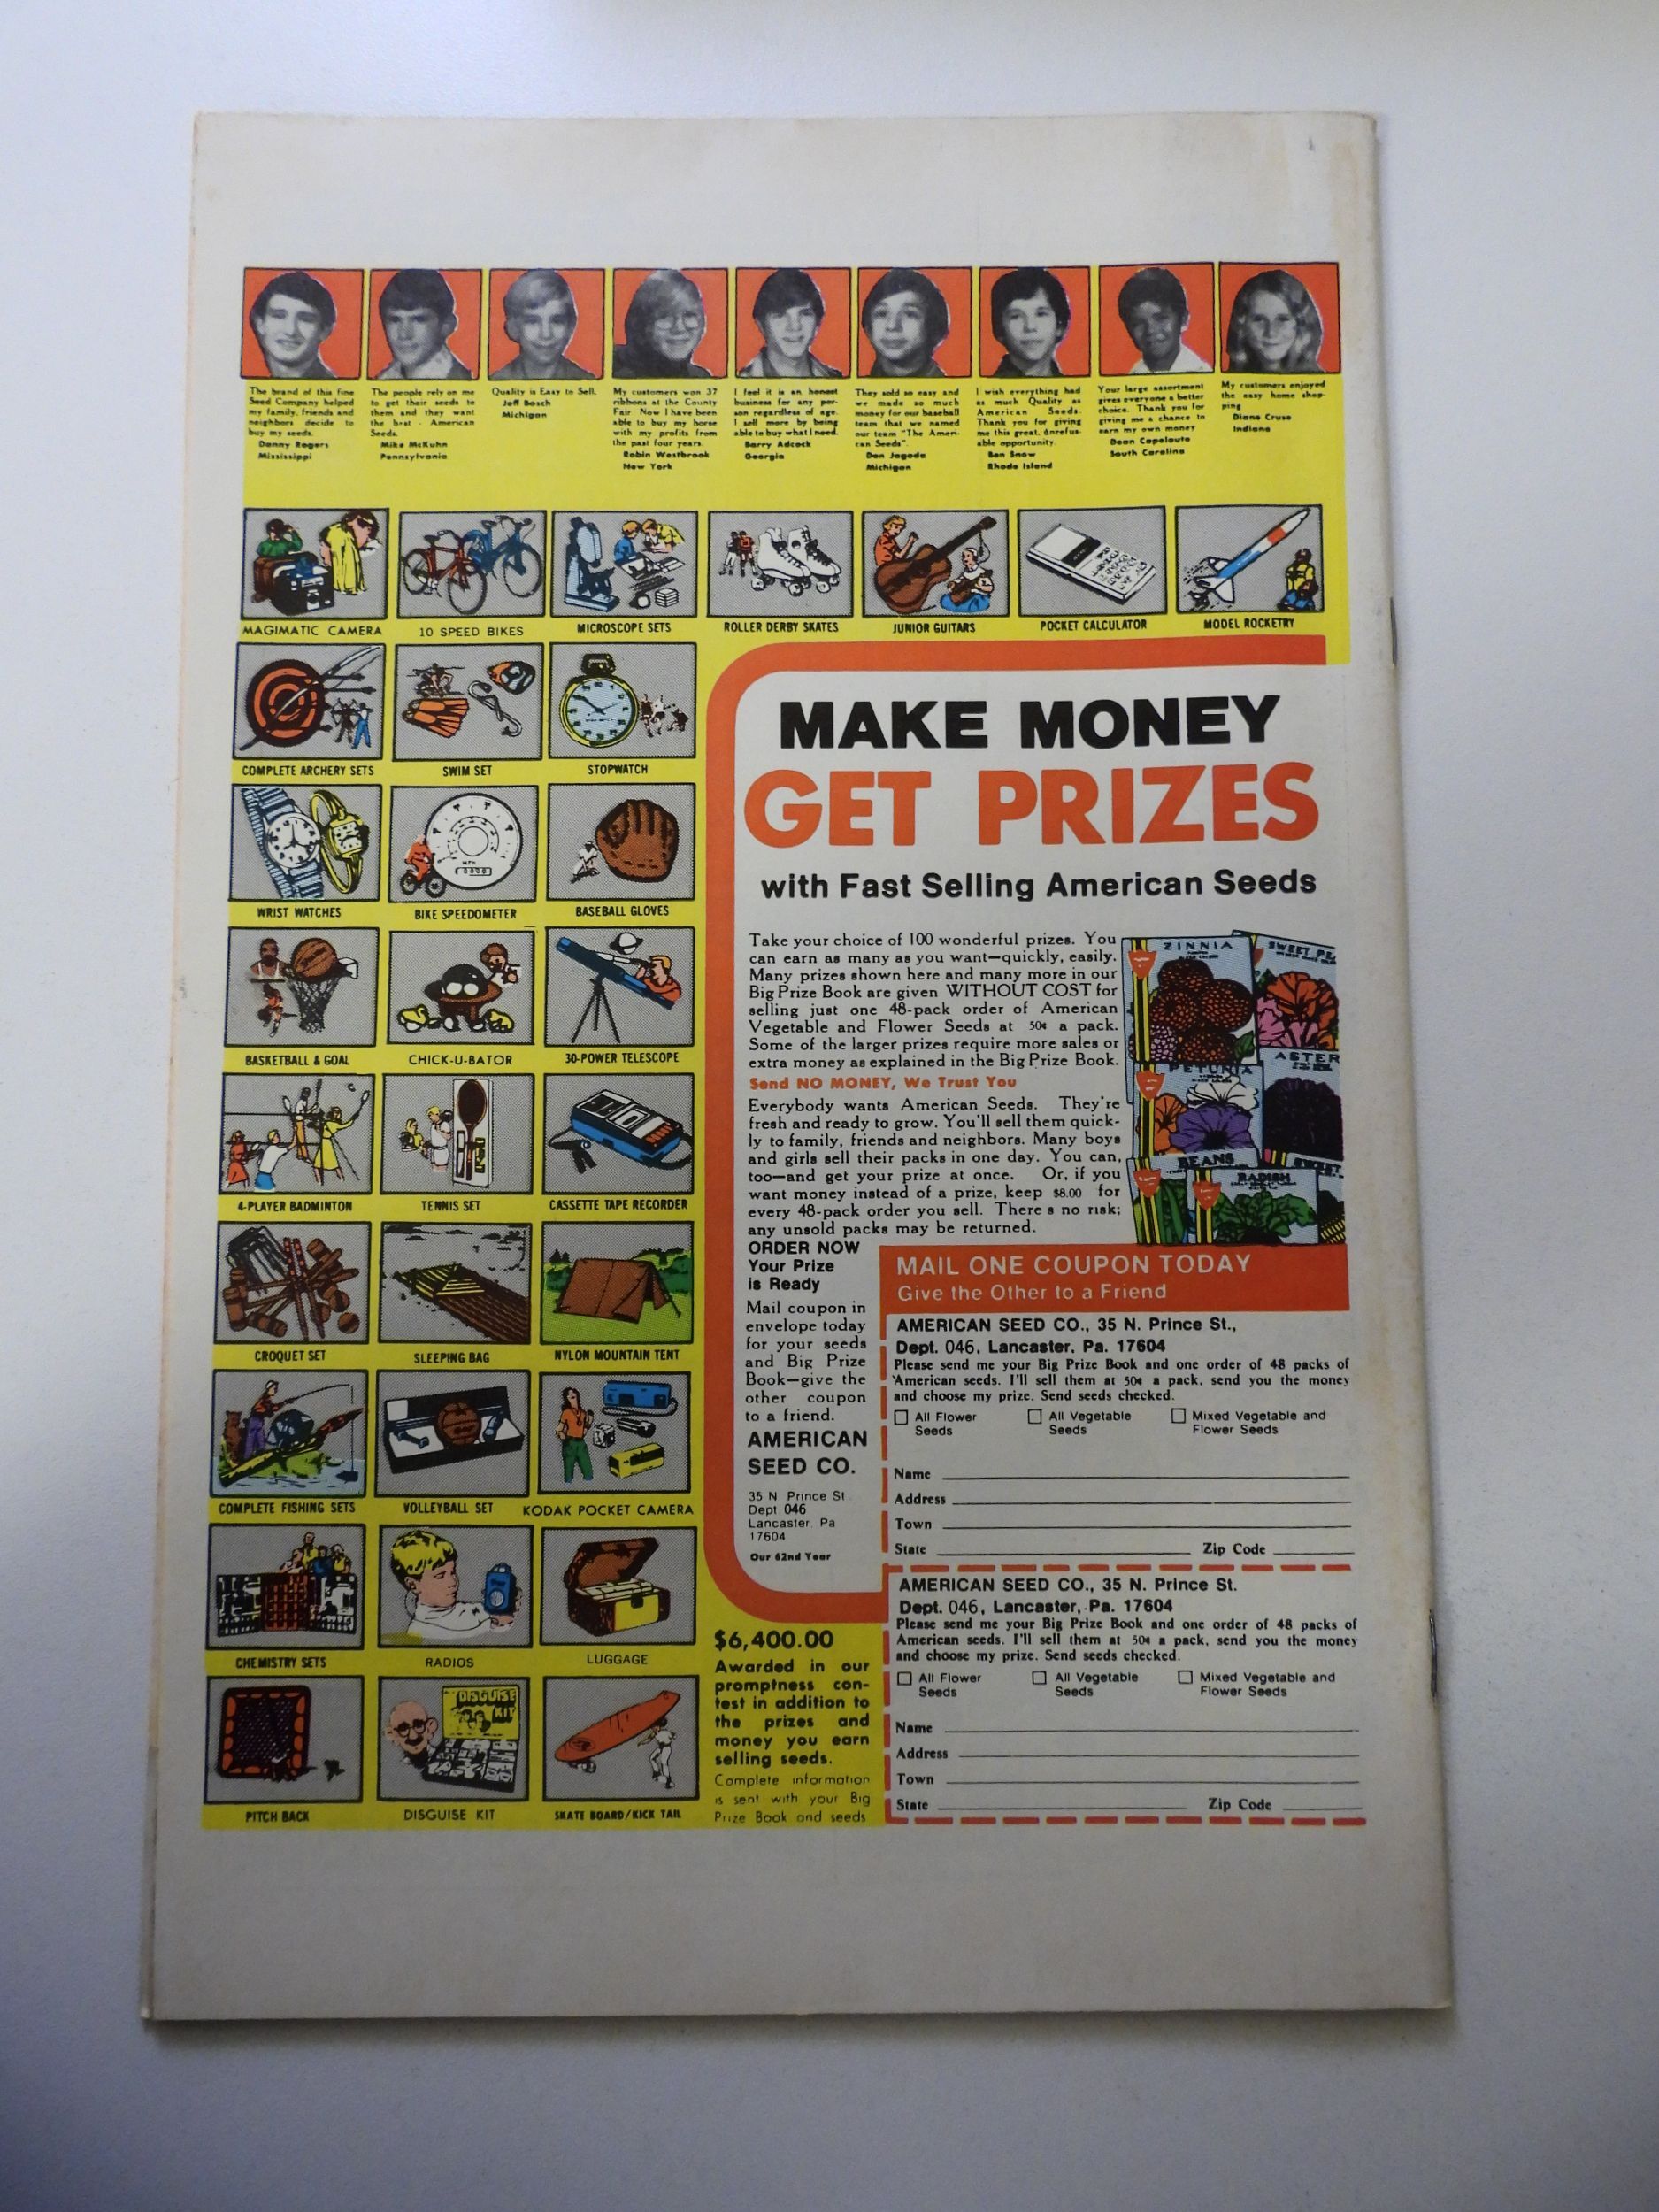 The brand of this fine
Seed Company helped
my family, friends and
neighbors decide to
buy my seeds.
Danny Rogers
Mississippi
The people rely on me
to get their seeds to
them and they want
the best - American
Seeds.
Mike McKuhn
Pennsylvania
Quality is Easy to Sell.
Jeff Bosch
Michigan
My customers won 37
ribbons at the County
Fair Now I have been
able to buy my horse
with my profits from
the past four years.
Robin Westbrook
New York
I feel it is an honest
business for any per-
son regardless of age.
I sell more by being
able to buy what I need.
Barry Adcock
Georgia
They sold so easy and
we made so much
money for our baseball
team that we named
our team "The Ameri-
can Seeds".
Don Jagoda
Michigan
I wish everything had
as much Quality as
American Seeds.
Thank you for giving
me this great, unrefus-
able opportunity.
Ben Snow
Rhode Island
Your large assortment
gives everyone a better
choice. Thank you for
giving me a chance to
earn my own money
Dean Capelouto
South Carolina
My customers enjoyed
the easy home shop-
ping
Diane Cruse
Indiana
MAGIMATIC CAMERA
10 SPEED BIKES
MICROSCOPE SETS
ROLLER DERBY SKATES
JUNIOR GUITARS
POCKET CALCULATOR
MODEL ROCKETRY
COMPLETE ARCHERY SETS
SWIM SET
STOPWATCH
WRIST WATCHES
BIKE SPEEDOMETER
BASEBALL GLOVES
BASKETBALL & GOAL
CHICK-U-BATOR
30-POWER TELESCOPE
4-PLAYER BADMINTON
TENNIS SET
CASSETTE TAPE RECORDER
CROQUET SET
SLEEPING BAG
NYLON MOUNTAIN TENT
COMPLETE FISHING SETS
VOLLEYBALL SET
KODAK POCKET CAMERA
CHEMISTRY SETS
RADIOS
LUGGAGE
DISGUISE
KIT
PITCH BACK
DISGUISE KIT
SKATE BOARD/KICK TAIL
MAKE MONEY
GET PRIZES
with Fast Selling American Seeds
Take your choice of 100 wonderful prizes. You
can earn as many as you want—quickly, easily.
Many prizes shown here and many more in our
Big Prize Book are given WITHOUT COST for
selling just one 48-pack order of American
Vegetable and Flower Seeds at 50¢ a pack.
Some of the larger prizes require more sales or
extra money as explained in the Big Prize Book.
Send NO MONEY, We Trust You
Everybody wants American Seeds. They're
fresh and ready to grow. You'll sell them quick-
ly to family, friends and neighbors. Many boys
and girls sell their packs in one day. You can,
too—and get your prize at once. Or, if you
want money instead of a prize, keep $8.00 for
every 48-pack order you sell. There s no risk;
any unsold packs may be returned.
ZINNIA
SWEET PE
ASTER
PETUNIA
BEANS
SWEET
RADISH
ORDER NOW
Your Prize
is Ready
Mail coupon in
envelope today
for your seeds
and Big Prize
Book—give the
other coupon
to a friend.
AMERICAN
SEED CO.
35 N Prince St
Dept 046
Lancaster Pa
17604
Our 62nd Year
MAIL ONE COUPON TODAY
Give the Other to a Friend
AMERICAN SEED CO., 35 N. Prince St.,
Dept. 046, Lancaster, Pa. 17604
Please send me your Big Prize Book and one order of 48 packs of
American seeds. I'll sell them at 50¢ a pack, send you the money
and choose my prize. Send seeds checked.
All Flower
Seeds
All Vegetable
Seeds
Mixed Vegetable and
Flower Seeds
Name
Address
Town
State Zip Code
AMERICAN SEED CO., 35 N. Prince St.
Dept. 046, Lancaster, Pa. 17604
Please send me your Big Prize Book and one order of 48 packs of
American seeds. I'll sell them at 50¢ a pack, send you the money
and choose my prize. Send seeds checked.
All Flower
Seeds
All Vegetable
Seeds
Mixed Vegetable and
Flower Seeds
Name
Address
Town
State Zip Code
$6,400.00
Awarded in our
promptness con-
test in addition to
the prizes and
money you earn
selling seeds.
Complete information
is sent with your Big
Prize Book and seeds